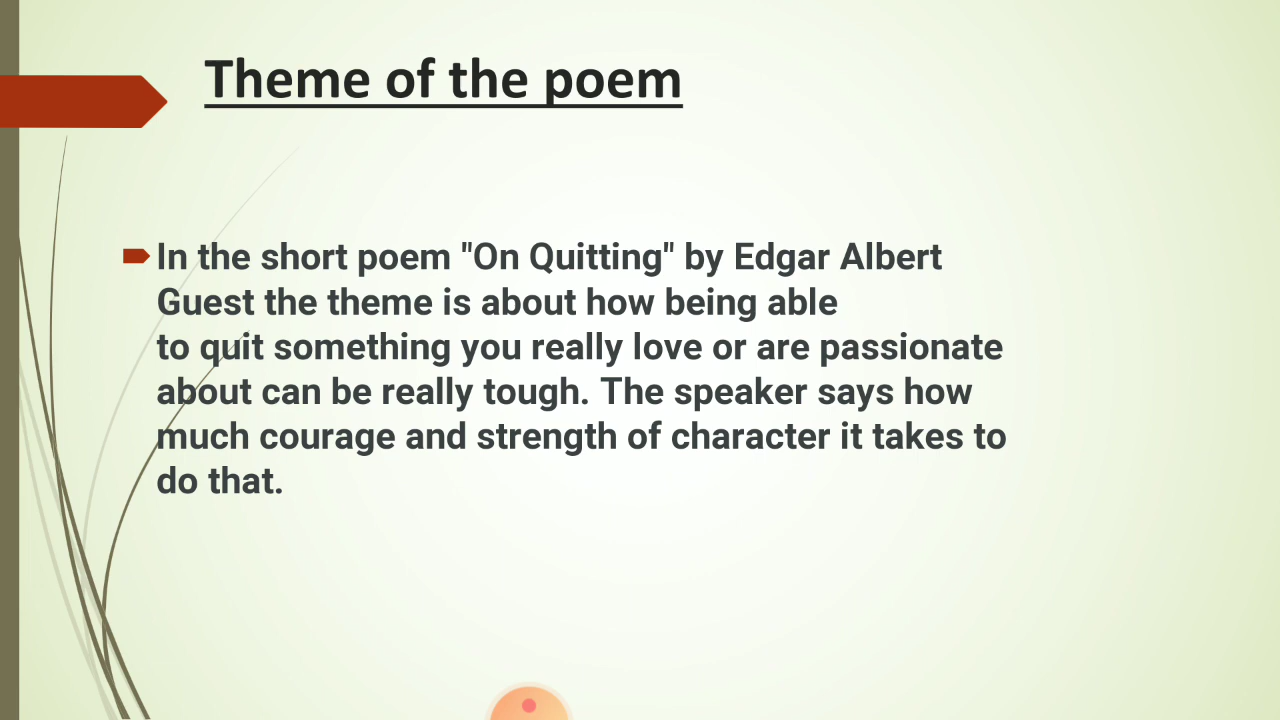 Theme of the poem
In the short poem "On Quitting" by Edgar Albert
Guest the theme is about how being able
to quit something you really love or are passionate
about can be really tough. The speaker says how
much courage and strength of character it takes to
do that.